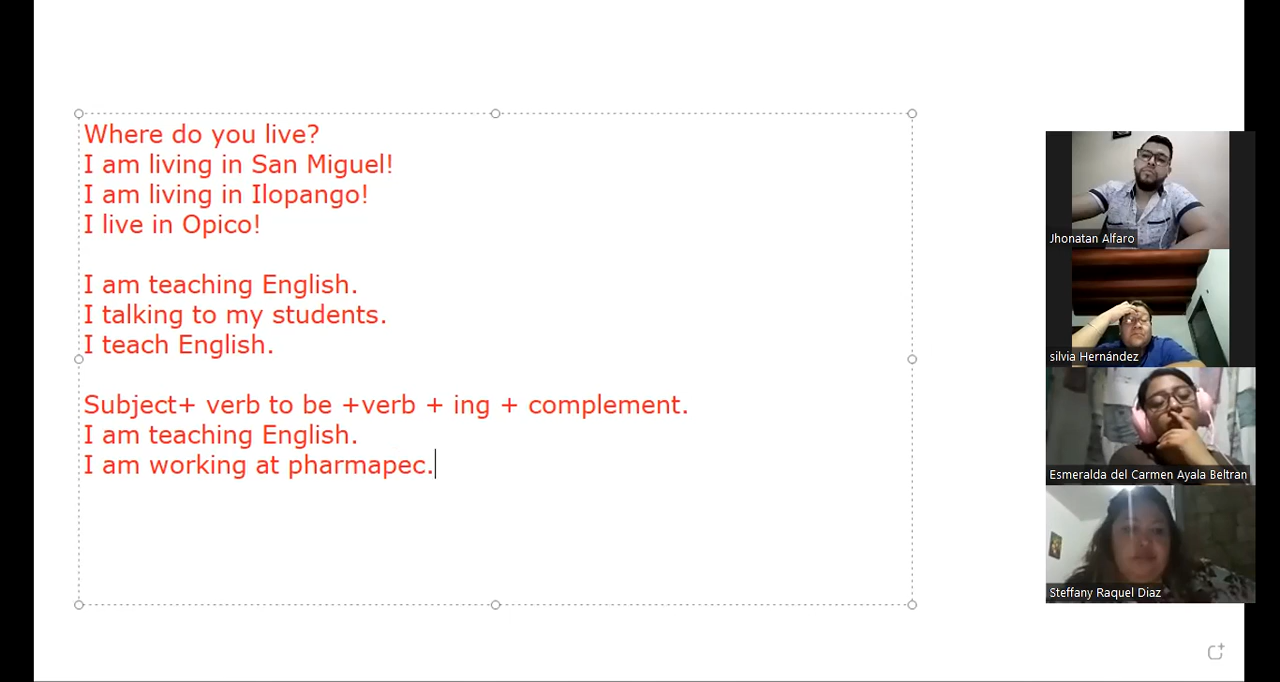 Where do you live?
I am living in San Miguel!
I am living in Ilopango!
I live in Opico!
I am teaching English.
I talking to my students.
I teach English.
Subject+ verb to be +verb + ing + complement.
I am teaching English.
I am working at pharmapec.
Jhonatan Alfaro
silvia Hernández
Esmeralda del Carmen Ayala Beltran
Steffany Raquel Diaz